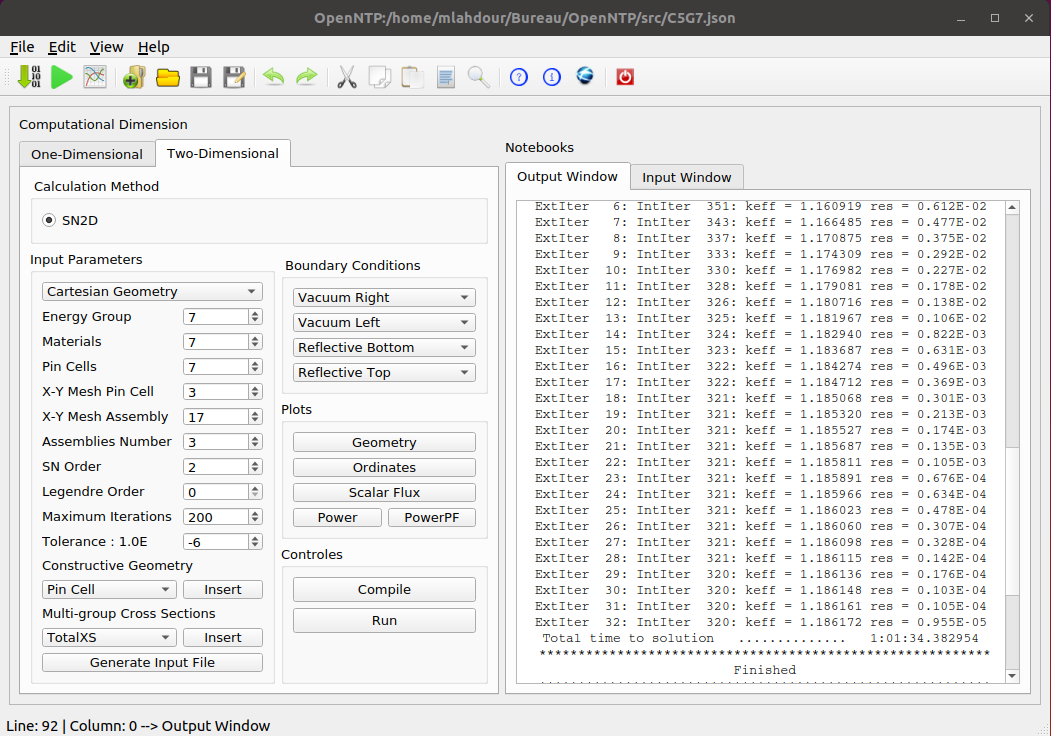 OpenNTP:/home/mlahdour/Bureau/OpenNTP/src/C5G7.json
File Edit View Help
Computational Dimension
One-Dimensional Two-Dimensional
Calculation Method
SN2D
Input Parameters
Cartesian Geometry
Energy Group 7
Materials 7
Pin Cells 7
X-Y Mesh Pin Cell 3
X-Y Mesh Assembly 17
Assemblies Number 3
SN Order 2
Legendre Order 0
Maximum Iterations 200
Tolerance : 1.0E -6
Constructive Geometry
Pin Cell Insert
Multi-group Cross Sections
TotalXS Insert
Generate Input File
Boundary Conditions
Vacuum Right
Vacuum Left
Reflective Bottom
Reflective Top
Plots
Geometry
Ordinates
Scalar Flux
Power PowerPF
Controles
Compile
Run
Notebooks
Output Window Input Window
ExtIter 6: IntIter 351: keff = 1.160919 res = 0.612E-02
ExtIter 7: IntIter 343: keff = 1.166485 res = 0.477E-02
ExtIter 8: IntIter 337: keff = 1.170875 res = 0.375E-02
ExtIter 9: IntIter 333: keff = 1.174309 res = 0.292E-02
ExtIter 10: IntIter 330: keff = 1.176982 res = 0.227E-02
ExtIter 11: IntIter 328: keff = 1.179081 res = 0.178E-02
ExtIter 12: IntIter 326: keff = 1.180716 res = 0.138E-02
ExtIter 13: IntIter 325: keff = 1.181967 res = 0.106E-02
ExtIter 14: IntIter 324: keff = 1.182940 res = 0.822E-03
ExtIter 15: IntIter 323: keff = 1.183687 res = 0.631E-03
ExtIter 16: IntIter 322: keff = 1.184274 res = 0.496E-03
ExtIter 17: IntIter 322: keff = 1.184712 res = 0.369E-03
ExtIter 18: IntIter 321: keff = 1.185068 res = 0.301E-03
ExtIter 19: IntIter 321: keff = 1.185320 res = 0.213E-03
ExtIter 20: IntIter 321: keff = 1.185527 res = 0.174E-03
ExtIter 21: IntIter 321: keff = 1.185687 res = 0.135E-03
ExtIter 22: IntIter 321: keff = 1.185811 res = 0.105E-03
ExtIter 23: IntIter 321: keff = 1.185891 res = 0.676E-04
ExtIter 24: IntIter 321: keff = 1.185966 res = 0.634E-04
ExtIter 25: IntIter 321: keff = 1.186023 res = 0.478E-04
ExtIter 26: IntIter 321: keff = 1.186060 res = 0.307E-04
ExtIter 27: IntIter 321: keff = 1.186098 res = 0.328E-04
ExtIter 28: IntIter 321: keff = 1.186115 res = 0.142E-04
ExtIter 29: IntIter 320: keff = 1.186136 res = 0.176E-04
ExtIter 30: IntIter 320: keff = 1.186148 res = 0.103E-04
ExtIter 31: IntIter 320: keff = 1.186161 res = 0.105E-04
ExtIter 32: IntIter 320: keff = 1.186172 res = 0.955E-05
Total time to solution .............. 1:01:34.382954
**********************************************************
Finished
Line: 92 | Column: 0 --> Output Window